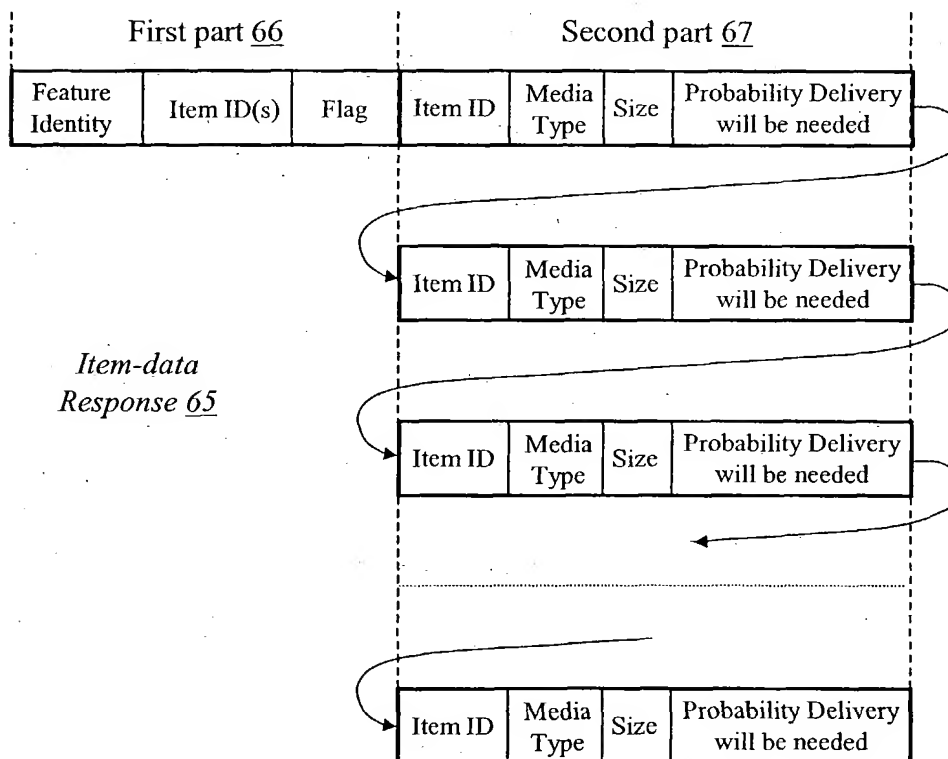 First part 66
Second part 67
Feature Identity
Item ID(s)
Flag
Item ID
Media Type
Size
Probability Delivery will be needed
Item ID
Media Type
Size
Probability Delivery will be needed
Item-data
Response 65
Item ID
Media Type
Size
Probability Delivery will be needed
Item ID
Media Type
Size
Probability Delivery will be needed